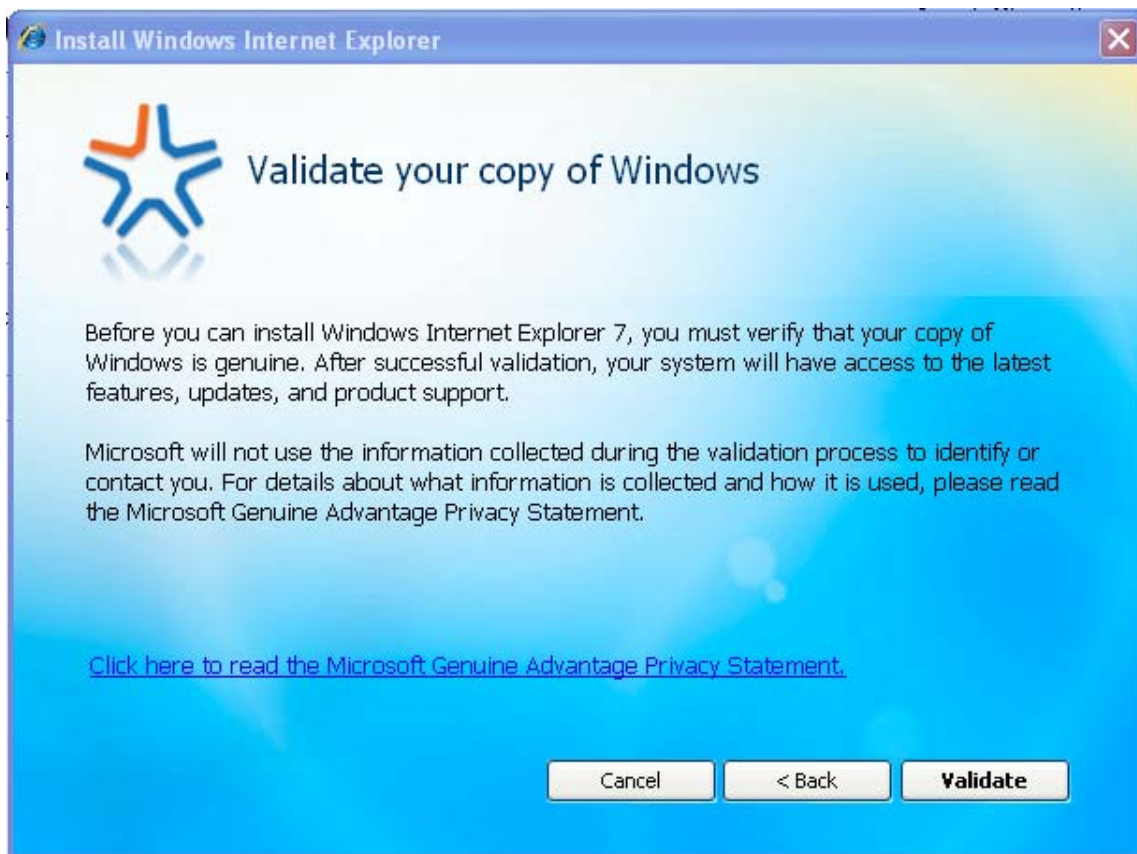 Install Windows Internet Explorer
Validate your copy of Windows
Before you can install Windows Internet Explorer 7, you must verify that your copy of
Windows is genuine. After successful validation, your system will have access to the latest
features, updates, and product support.
Microsoft will not use the information collected during the validation process to identify or
contact you. For details about what information is collected and how it is used, please read
the Microsoft Genuine Advantage Privacy Statement.
Click here to read the Microsoft Genuine Advantage Privacy Statement.
Cancel
< Back
Validate